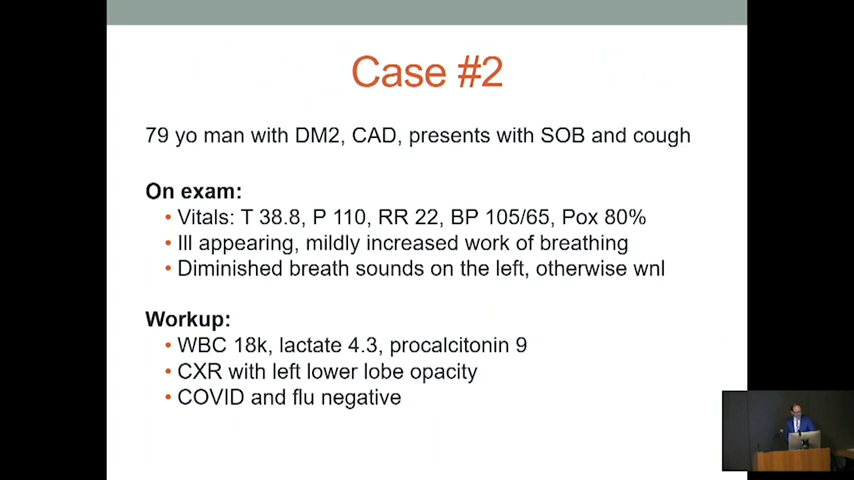 Case #2
79 yo man with DM2, CAD, presents with SOB and cough
On exam:
• Vitals: T 38.8, P 110, RR 22, BP 105/65, Pox 80%
• Ill appearing, mildly increased work of breathing
• Diminished breath sounds on the left, otherwise wnl
Workup:
• WBC 18k, lactate 4.3, procalcitonin 9
• CXR with left lower lobe opacity
• COVID and flu negative